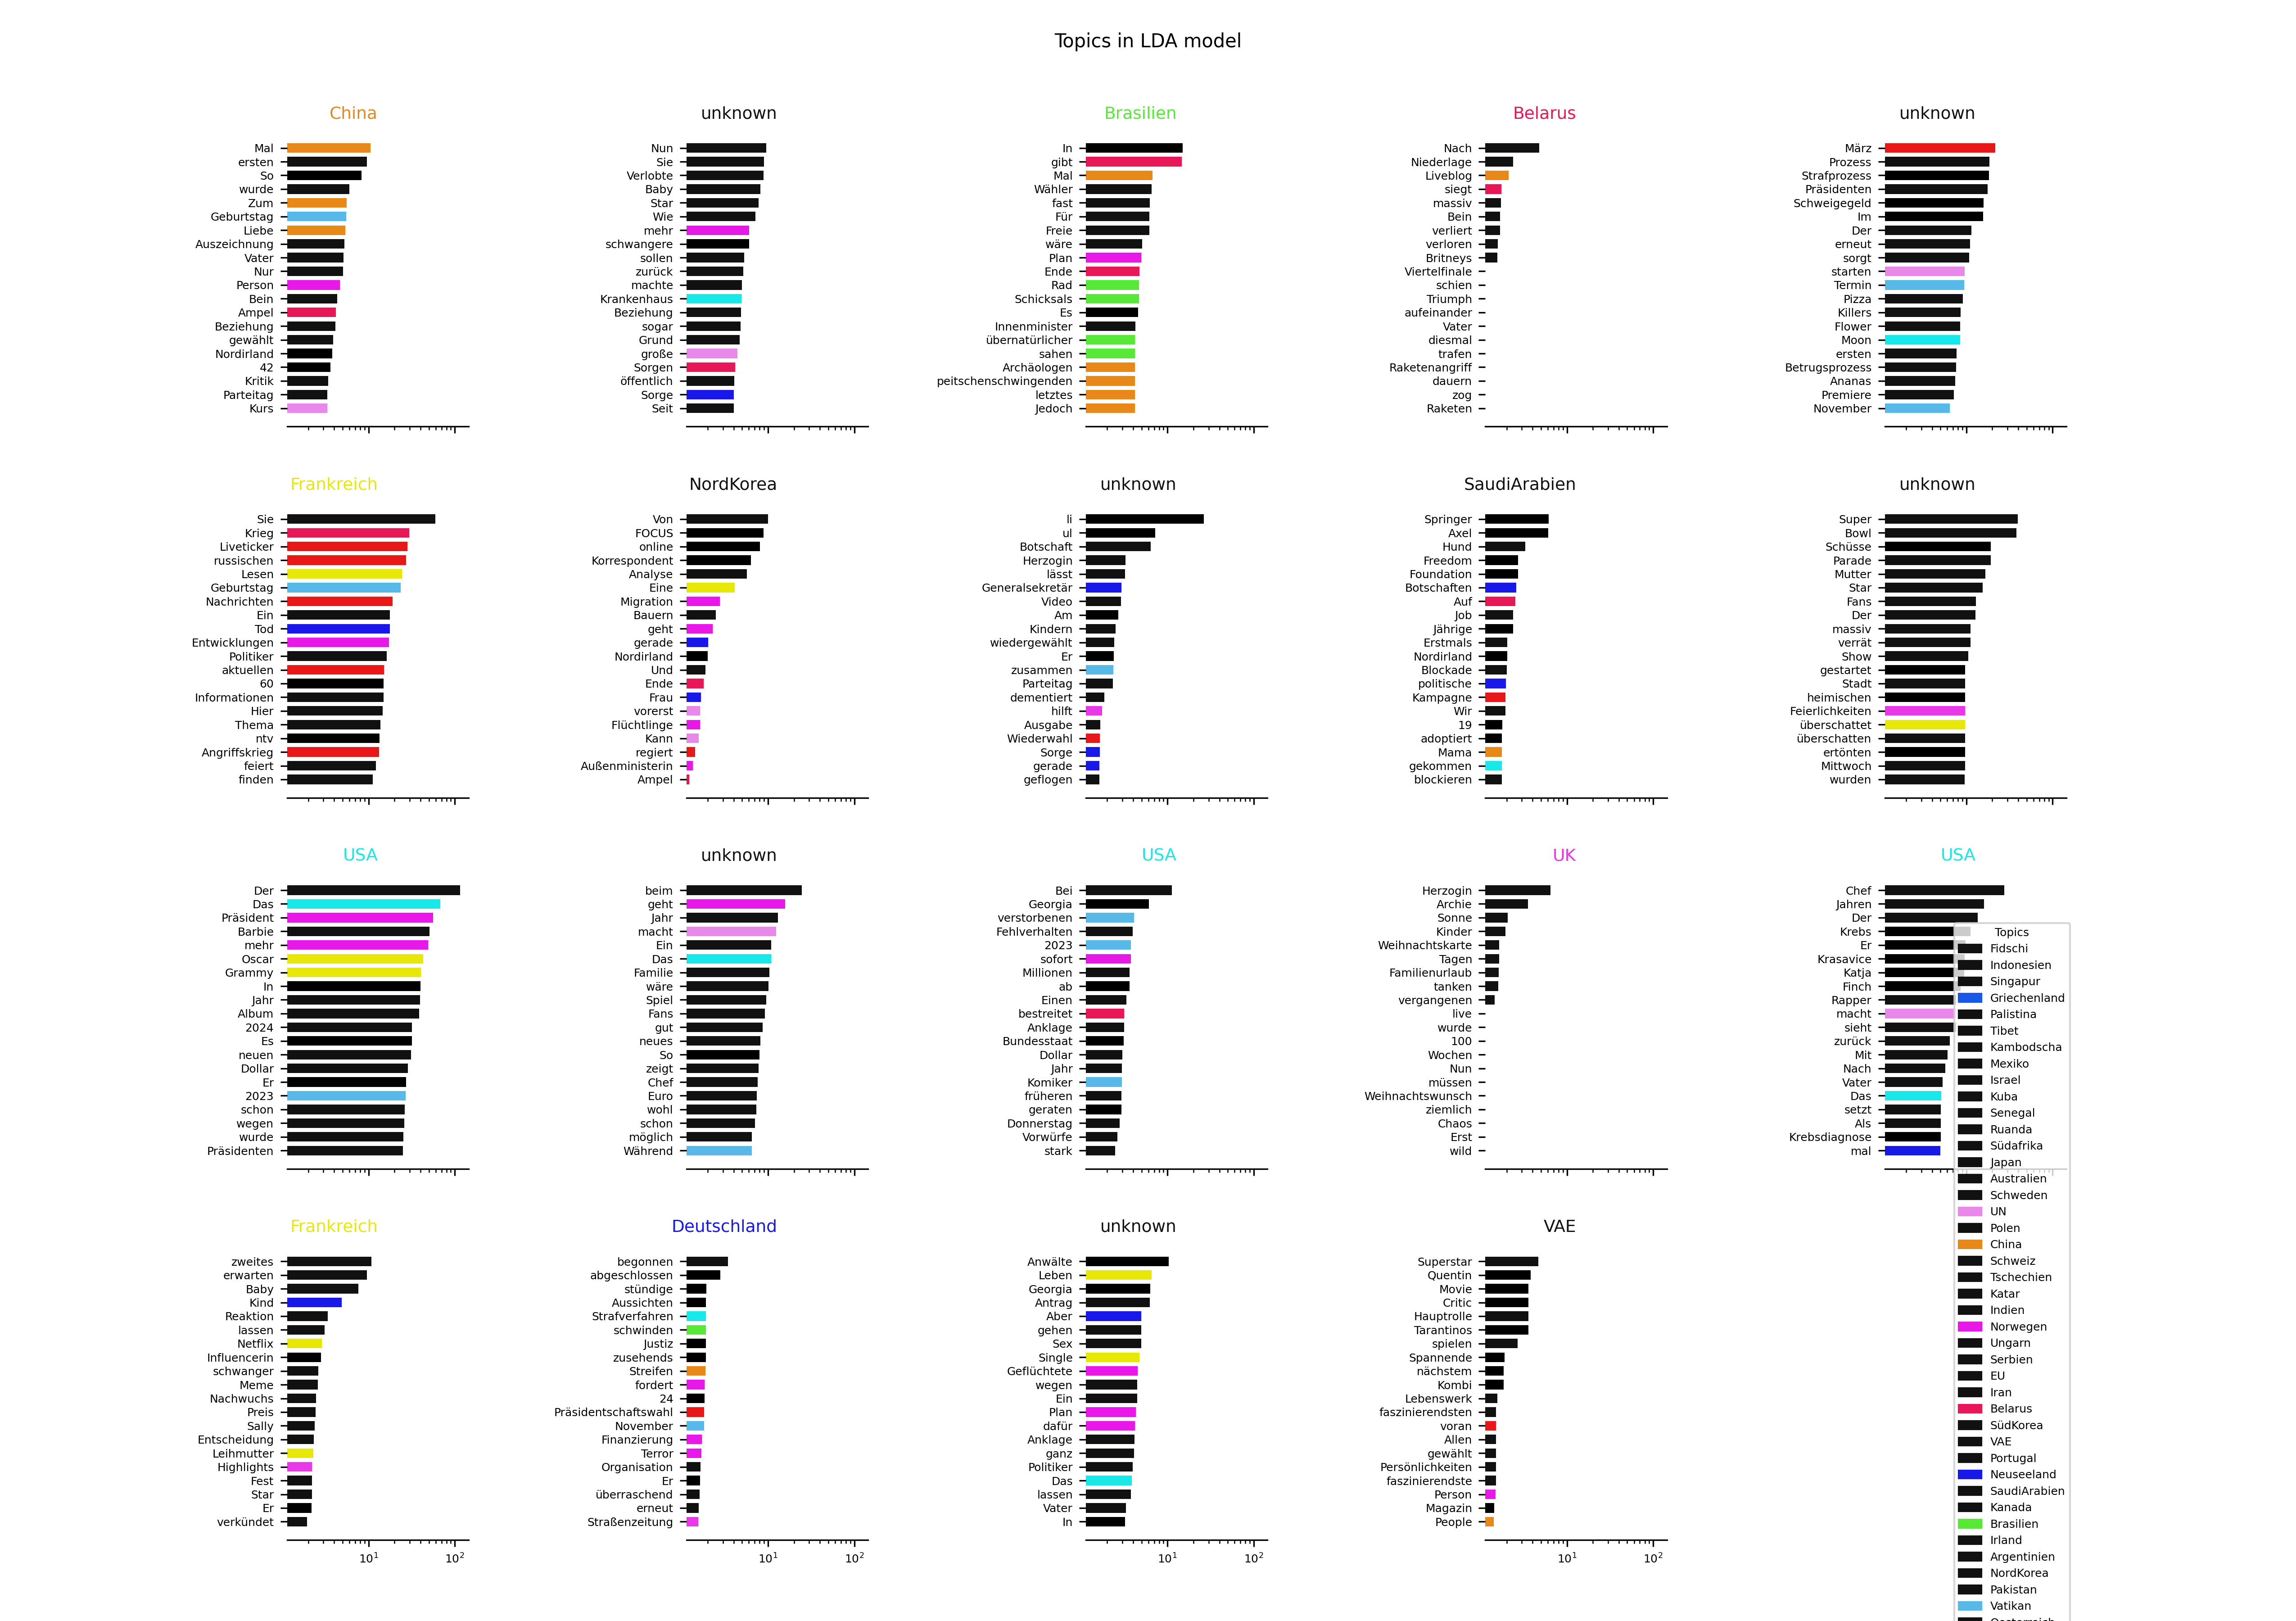 Topics in LDA model
China
Mal
ersten
So
wurde
Zum
Geburtstag
Liebe
Auszeichnung
Vater
Nur
Person
Bein
Ampel
Beziehung
gewählt
Nordirland
42
Kritik
Parteitag
Kurs
unknown
Nun
Sie
Verlobte
Baby
Star
Wie
mehr
schwangere
sollen
zurück
machte
Krankenhaus
Beziehung
sogar
Grund
große
Sorgen
öffentlich
Sorge
Seit
Brasilien
In
gibt
Mal
Wähler
fast
Für
Freie
wäre
Plan
Ende
Rad
Schicksals
Es
Innenminister
übernatürlicher
sahen
Archäologen
peitschenschwingenden
letztes
Jedoch
Belarus
Nach
Niederlage
Liveblog
siegt
massiv
Bein
verliert
verloren
Britneys
Viertelfinale
schien
Triumph
aufeinander
Vater
diesmal
trafen
Raketenangriff
dauern
zog
Raketen
unknown
März
Prozess
Strafprozess
Präsidenten
Schweigegeld
Im
Der
erneut
sorgt
starten
Termin
Pizza
Killers
Flower
Moon
ersten
Betrugsprozess
Ananas
Premiere
November
Frankreich
Sie
Krieg
Liveticker
russischen
Lesen
Geburtstag
Nachrichten
Ein
Tod
Entwicklungen
Politiker
aktuellen
60
Informationen
Hier
Thema
ntv
Angriffskrieg
feiert
finden
NordKorea
Von
FOCUS
online
Korrespondent
Analyse
Eine
Migration
Bauern
geht
gerade
Nordirland
Und
Ende
Frau
vorerst
Flüchtlinge
Kann
regiert
Außenministerin
Ampel
unknown
li
ul
Botschaft
Herzogin
lässt
Generalsekretär
Video
Am
Kindern
wiedergewählt
Er
zusammen
Parteitag
dementiert
hilft
Ausgabe
Wiederwahl
Sorge
gerade
geflogen
SaudiArabien
Springer
Axel
Hund
Freedom
Foundation
Botschaften
Auf
Job
Jährige
Erstmals
Nordirland
Blockade
politische
Kampagne
Wir
19
adoptiert
Mama
gekommen
blockieren
unknown
Super
Bowl
Schüsse
Parade
Mutter
Star
Fans
Der
massiv
verrät
Show
gestartet
Stadt
heimischen
Feierlichkeiten
überschattet
überschatten
ertönten
Mittwoch
wurden
USA
Der
Das
Präsident
Barbie
mehr
Oscar
Grammy
In
Jahr
Album
2024
Es
neuen
Dollar
Er
2023
schon
wegen
wurde
Präsidenten
unknown
beim
geht
Jahr
macht
Ein
Das
Familie
wäre
Spiel
Fans
gut
neues
So
zeigt
Chef
Euro
wohl
schon
möglich
Während
USA
Bei
Georgia
verstorbenen
Fehlverhalten
2023
sofort
Millionen
ab
Einen
bestreitet
Anklage
Bundesstaat
Dollar
Jahr
Komiker
früheren
geraten
Donnerstag
Vorwürfe
stark
UK
Herzogin
Archie
Sonne
Kinder
Weihnachtskarte
Tagen
Familienurlaub
tanken
vergangenen
live
wurde
100
Wochen
Nun
müssen
Weihnachtswunsch
ziemlich
Chaos
Erst
wild
USA
Chef
Jahren
Der
Krebs
Er
Krasavice
Katja
Finch
Rapper
macht
sieht
zurück
Mit
Nach
Vater
Das
setzt
Als
Krebsdiagnose
mal
Frankreich
zweites
erwarten
Baby
Kind
Reaktion
lassen
Netflix
Influencerin
schwanger
Meme
Nachwuchs
Preis
Sally
Entscheidung
Leihmutter
Highlights
Fest
Star
Er
verkündet
10¹ 10²
Deutschland
begonnen
abgeschlossen
stündige
Aussichten
Strafverfahren
schwinden
Justiz
zusehends
Streifen
fordert
24
Präsidentschaftswahl
November
Finanzierung
Terror
Organisation
Er
überraschend
erneut
Straßenzeitung
10¹ 10²
unknown
Anwälte
Leben
Georgia
Antrag
Aber
gehen
Sex
Single
Geflüchtete
wegen
Ein
Plan
dafür
Anklage
ganz
Politiker
Das
lassen
Vater
In
10¹ 10²
VAE
Superstar
Quentin
Movie
Critic
Hauptrolle
Tarantinos
spielen
Spannende
nächstem
Kombi
Lebenswerk
faszinierendsten
voran
Allen
gewählt
Persönlichkeiten
faszinierendste
Person
Magazin
People
10¹ 10²
Topics
Fidschi
Indonesien
Singapur
Griechenland
Palistina
Tibet
Kambodscha
Mexiko
Israel
Kuba
Senegal
Ruanda
Südafrika
Japan
Australien
Schweden
UN
Polen
China
Schweiz
Tschechien
Katar
Indien
Norwegen
Ungarn
Serbien
EU
Iran
Belarus
SüdKorea
VAE
Portugal
Neuseeland
SaudiArabien
Kanada
Brasilien
Irland
Argentinien
NordKorea
Pakistan
Vatikan